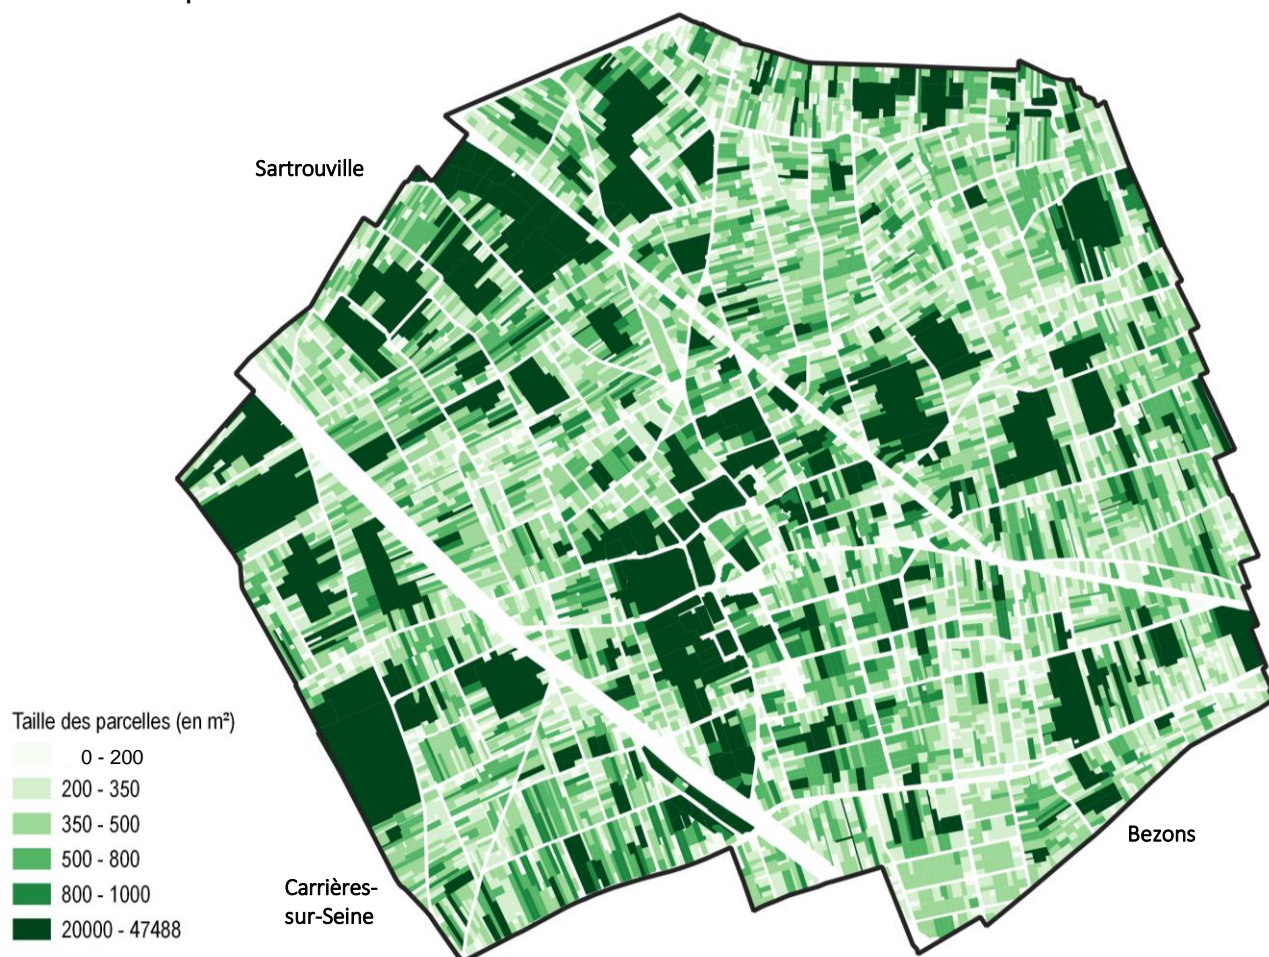 Sartrouville
Taille des parcelles (en m²)
0 - 200
200 - 350
350 - 500
500 - 800
800 - 1000
20000 - 47488
Carrières-
sur-Seine
Bezons